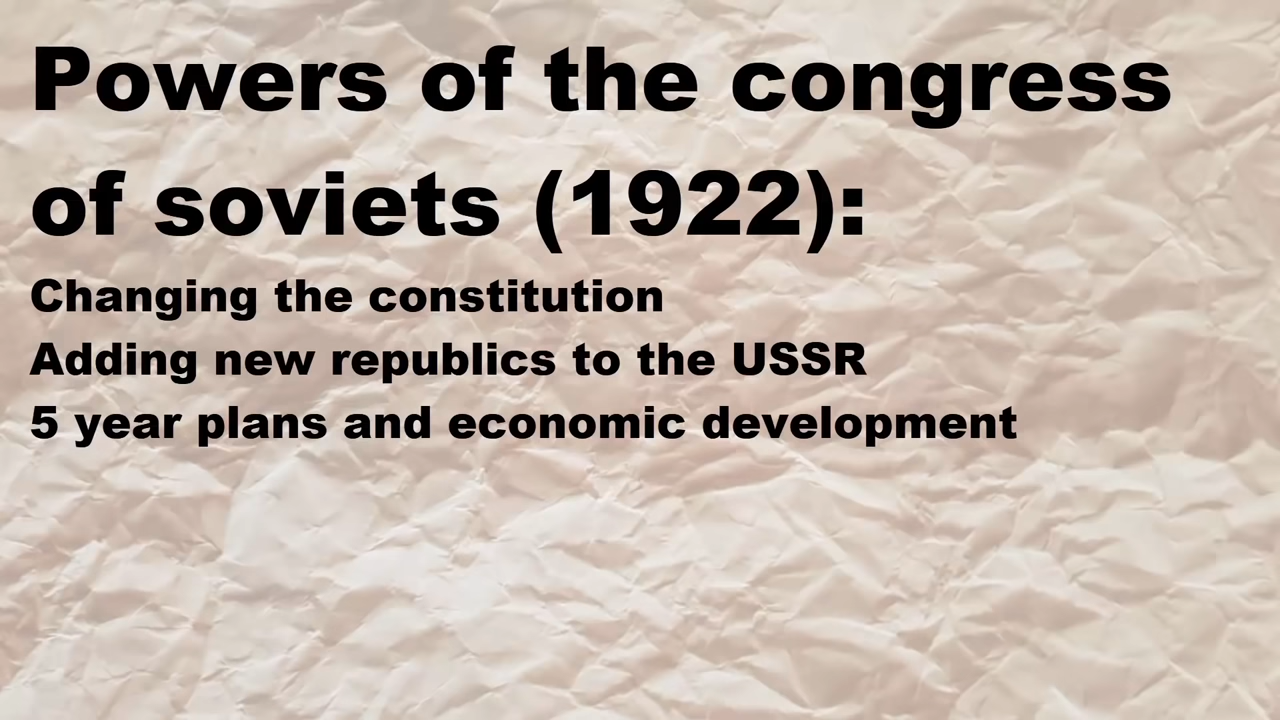 Powers of the congress
of soviets (1922):
Changing the constitution
Adding new republics to the USSR
5 year plans and economic development